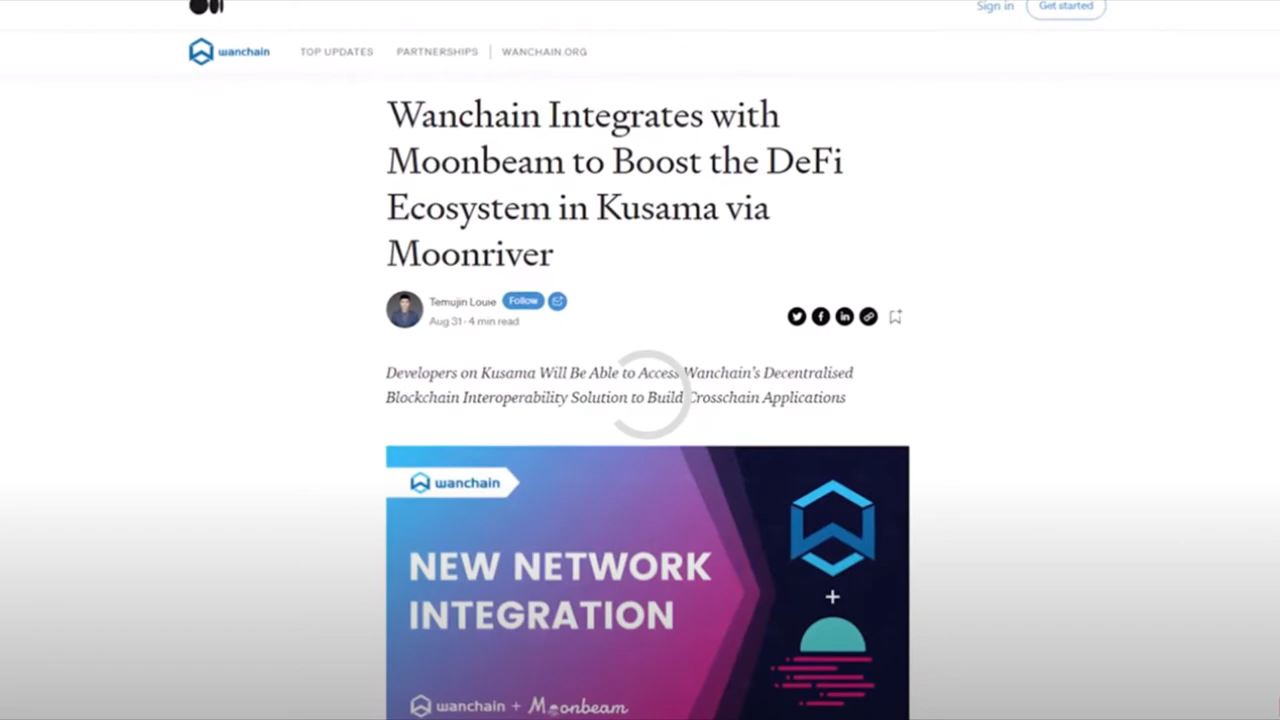 Sign in
Get started
wanchain
TOP UPDATES
PARTNERSHIPS
WANCHAIN.ORG
Wanchain Integrates with
Moonbeam to Boost the DeFi
Ecosystem in Kusama via
Moonriver
Temujin Louie
Follow
Aug 31 · 4 min read
in
Developers on Kusama Will Be Able to Access Wanchain's Decentralised
Blockchain Interoperability Solution to Build Crosschain Applications
wanchain
NEW NETWORK
INTEGRATION
+
wanchain + Moonbeam